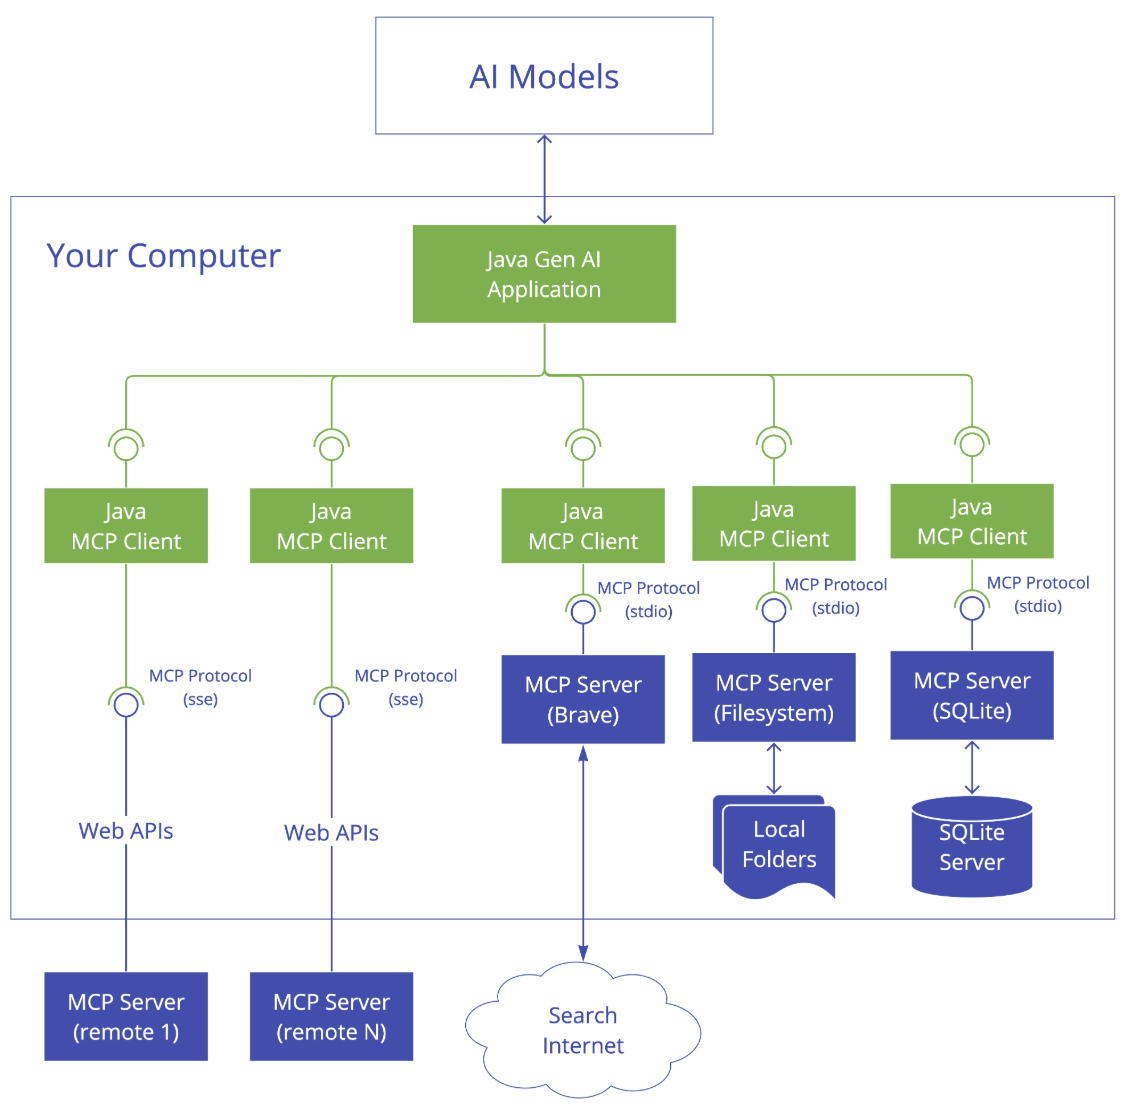 AI Models
Your Computer
Java Gen AI
Application
Java
MCP Client
Java
MCP Client
Java
MCP Client
Java
MCP Client
Java
MCP Client
MCP Protocol
(sse)
MCP Protocol
(sse)
MCP Protocol
(stdio)
MCP Protocol
(stdio)
MCP Protocol
(stdio)
MCP Server
(Brave)
MCP Server
(Filesystem)
MCP Server
(SQLite)
Web APIs
Web APIs
Local
Folders
SQLite
Server
MCP Server
(remote 1)
MCP Server
(remote N)
Search
Internet